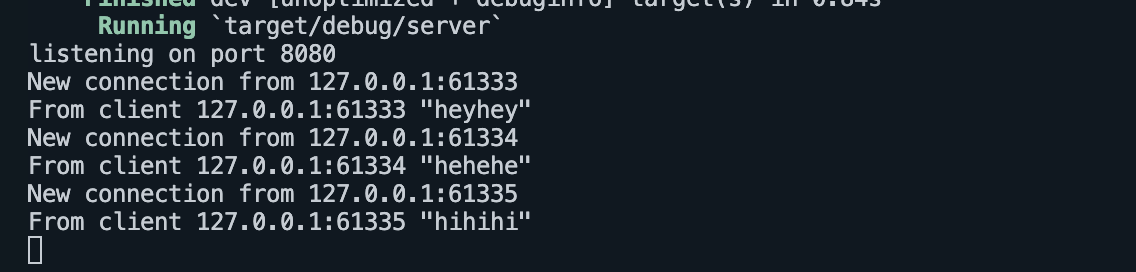 Finished dev [unoptimized + debuginfo] target(s) in 0.84s
Running `target/debug/server`
listening on port 8080
New connection from 127.0.0.1:61333
From client 127.0.0.1:61333 "heyhey"
New connection from 127.0.0.1:61334
From client 127.0.0.1:61334 "hehehe"
New connection from 127.0.0.1:61335
From client 127.0.0.1:61335 "hihihi"